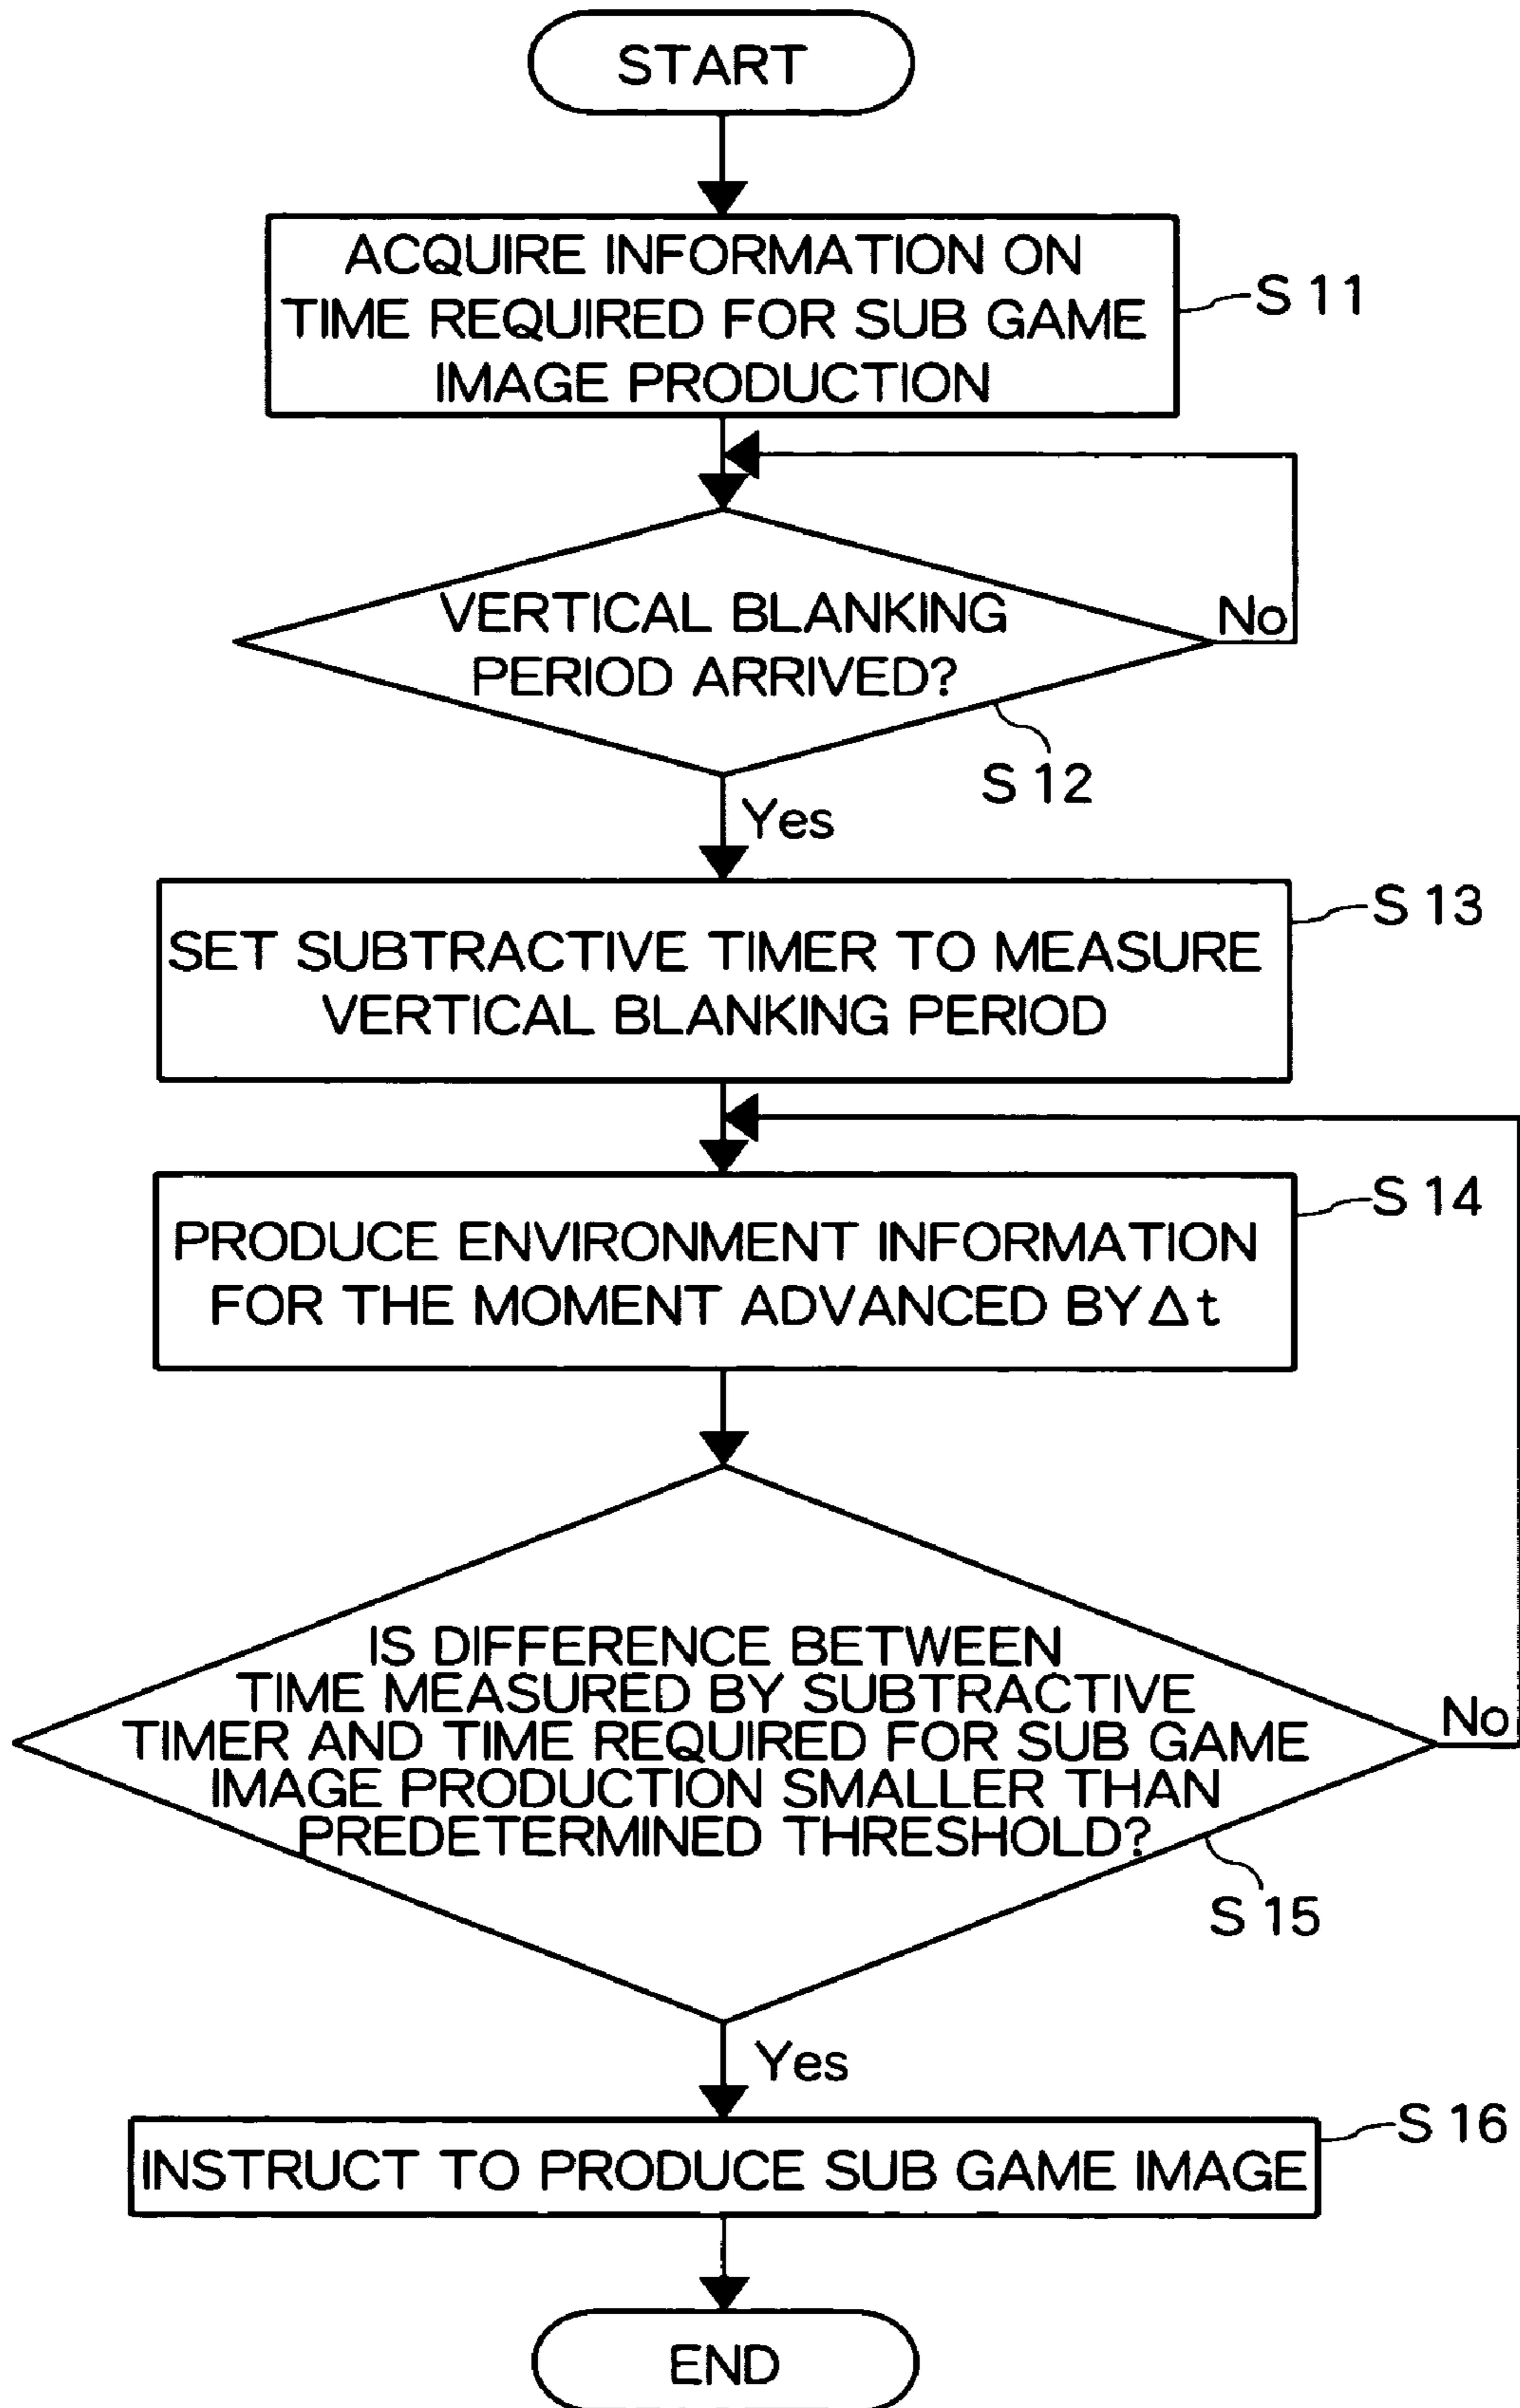 START
ACQUIRE INFORMATION ON
TIME REQUIRED FOR SUB GAME
IMAGE PRODUCTION
S 11
VERTICAL BLANKING
PERIOD ARRIVED?
No
S 12
Yes
SET SUBTRACTIVE TIMER TO MEASURE
VERTICAL BLANKING PERIOD
S 13
PRODUCE ENVIRONMENT INFORMATION
FOR THE MOMENT ADVANCED BY Δt
S 14
IS DIFFERENCE BETWEEN
TIME MEASURED BY SUBTRACTIVE
TIMER AND TIME REQUIRED FOR SUB GAME
IMAGE PRODUCTION SMALLER THAN
PREDETERMINED THRESHOLD?
No
S 15
Yes
INSTRUCT TO PRODUCE SUB GAME IMAGE
S 16
END